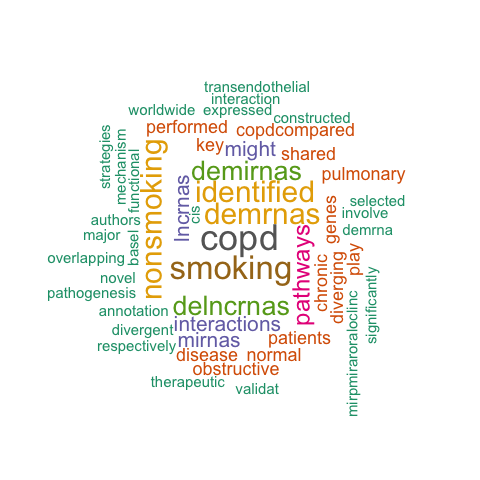 transendothelial
interaction
worldwide expressed
constructed
performed copdcompared
key might shared
demirnas pulmonary
identified selected
demrnas involve
cis demrna
copd
smoking
delncrnas
interactions
mirnas patients
disease normal
obstructive
therapeutic validat
strategies
mechanism
functional
nonsmoking
lncrnas
authors
major
basel
overlapping
novel
pathogenesis
annotation
divergent
respectively
pathways
chronic
genes
diverging
play
mirpmiraroraloclinc
significantly